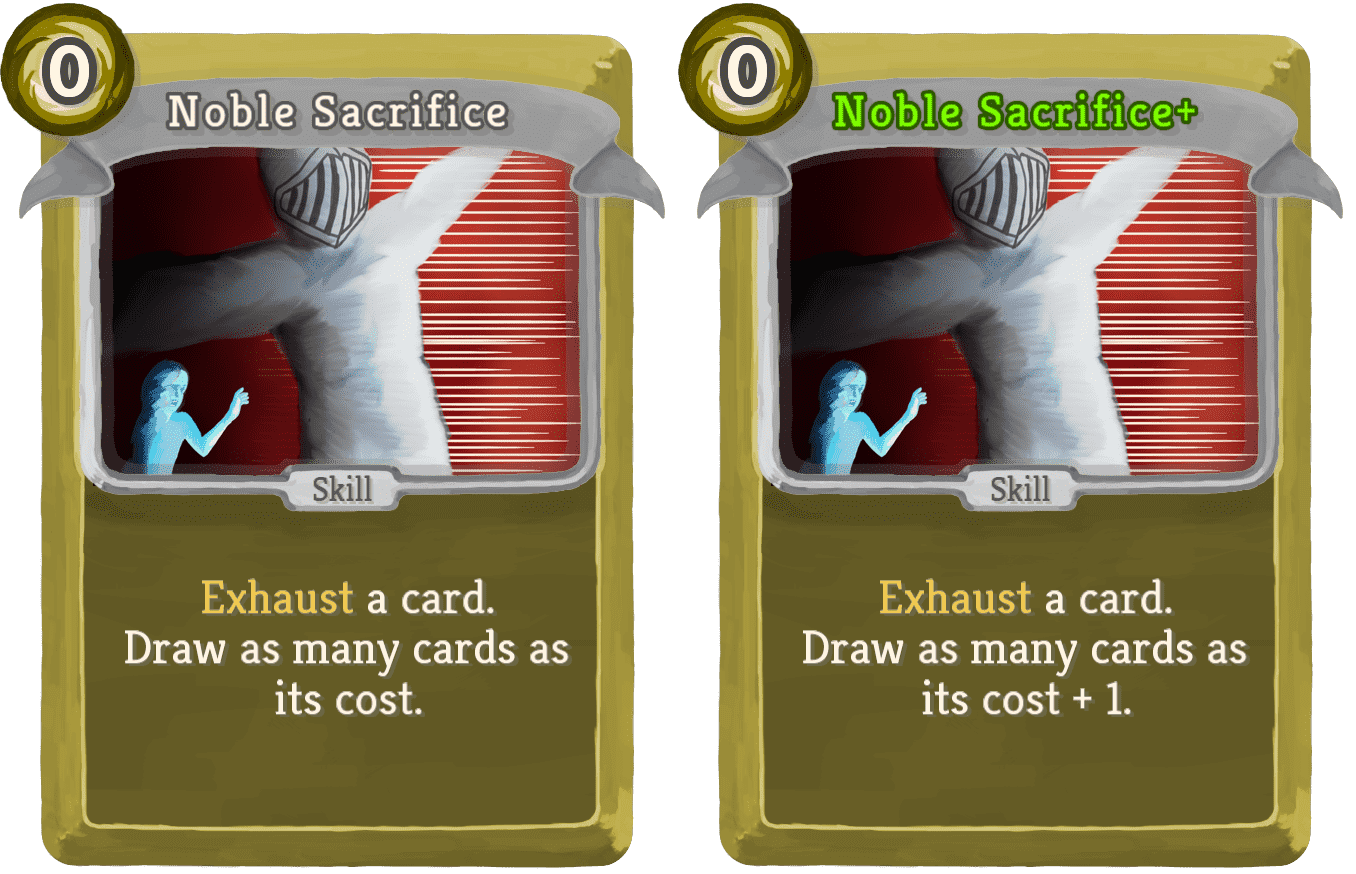 0
Noble Sacrifice
Skill
Exhaust a card.
Draw as many cards as
its cost.
0
Noble Sacrifice+
Skill
Exhaust a card.
Draw as many cards as
its cost + 1.